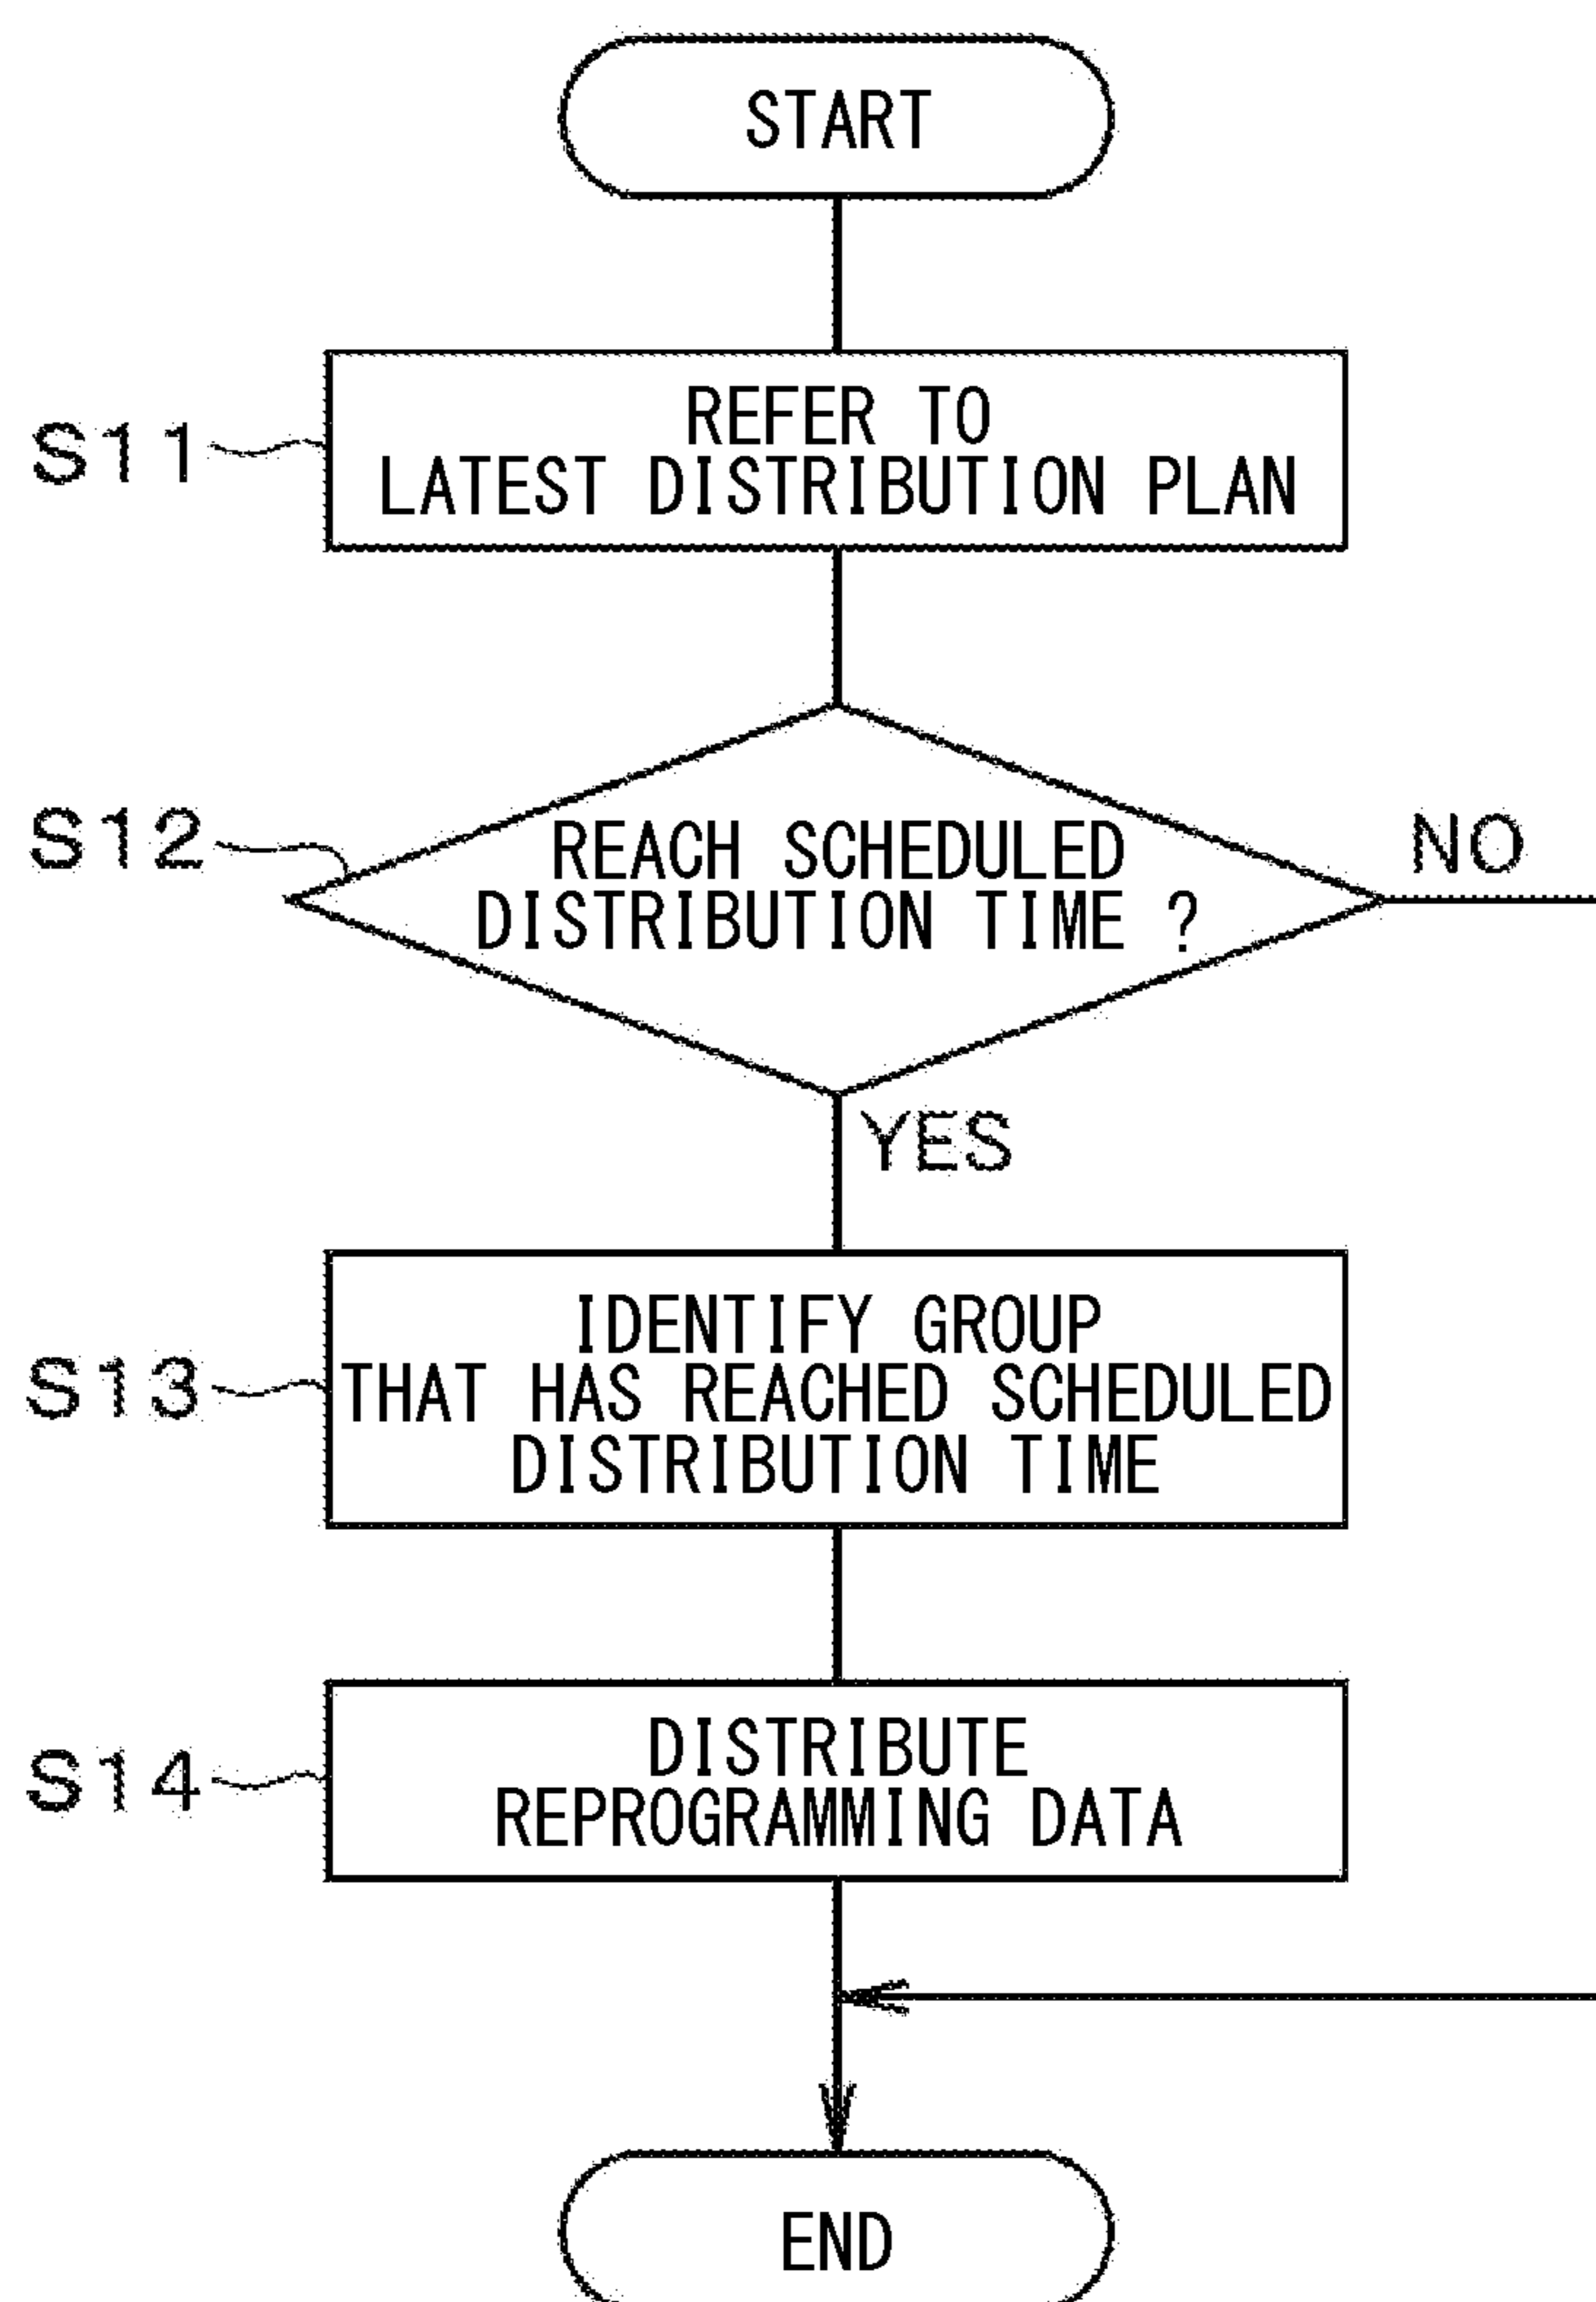 START
S11
REFER TO
LATEST DISTRIBUTION PLAN
S12
REACH SCHEDULED
DISTRIBUTION TIME ?
NO
YES
S13
IDENTIFY GROUP
THAT HAS REACHED SCHEDULED
DISTRIBUTION TIME
S14
DISTRIBUTE
REPROGRAMMING DATA
END